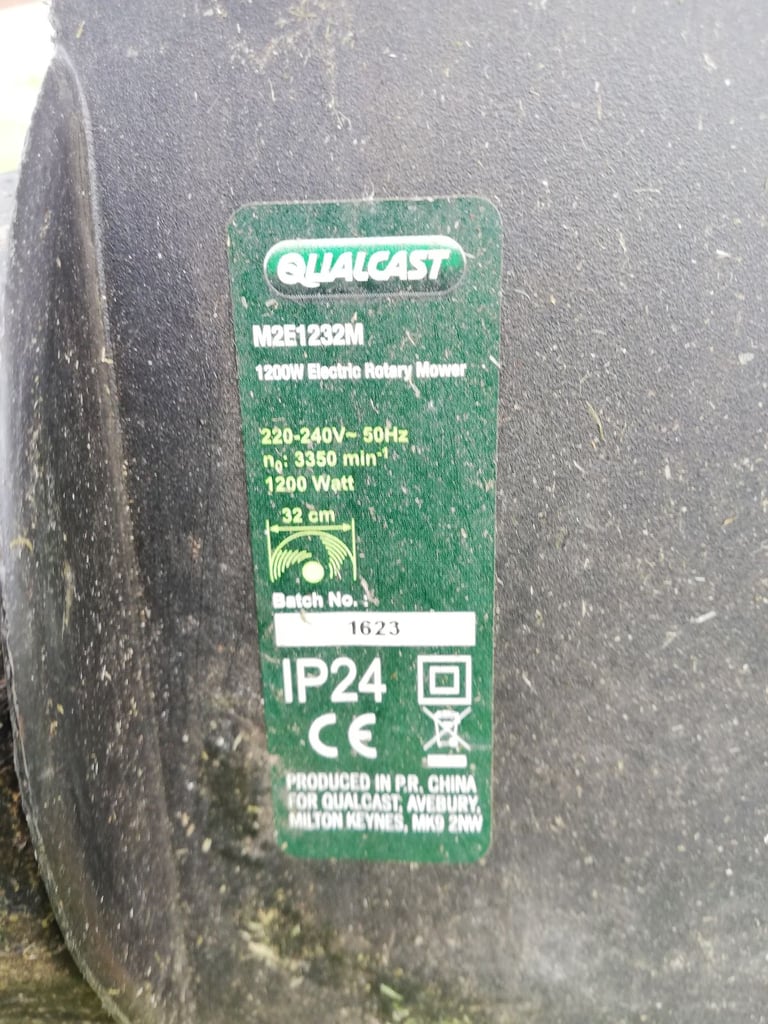 QUALCAST
M2E1232M
1200W Electric Rotary Mower
220-240V~ 50Hz
n₀: 3350 min⁻¹
1200 Watt
32 cm
Batch No. :
1623
IP24
CE
PRODUCED IN P.R. CHINA
FOR QUALCAST, AVEBURY,
MILTON KEYNES, MK9 2NW